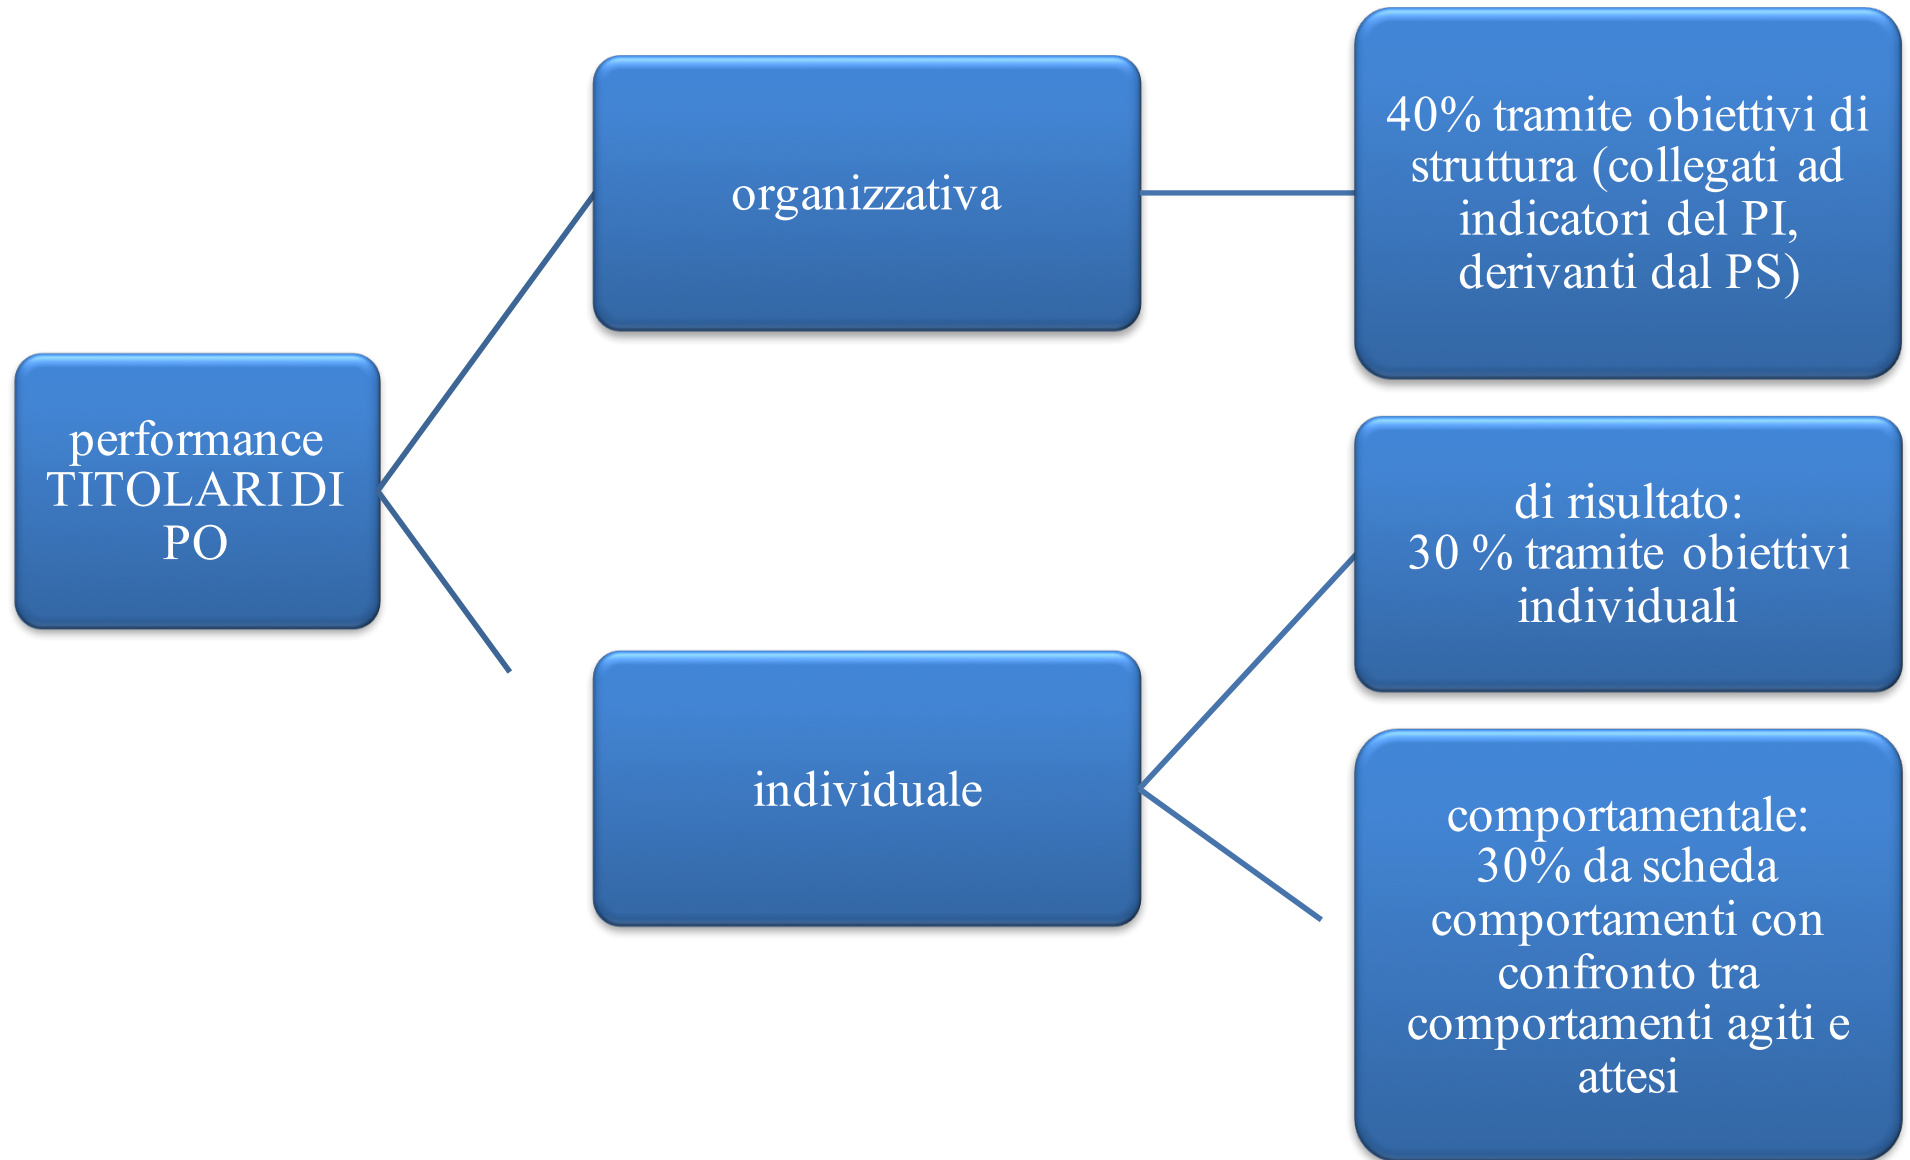 performance
TITOLARI DI
PO
organizzativa
40% tramite obiettivi di
struttura (collegati ad
indicatori del PI,
derivanti dal PS)
individuale
di risultato:
30 % tramite obiettivi
individuali
comportamentale:
30% da scheda
comportamenti con
confronto tra
comportamenti agiti e
attesi